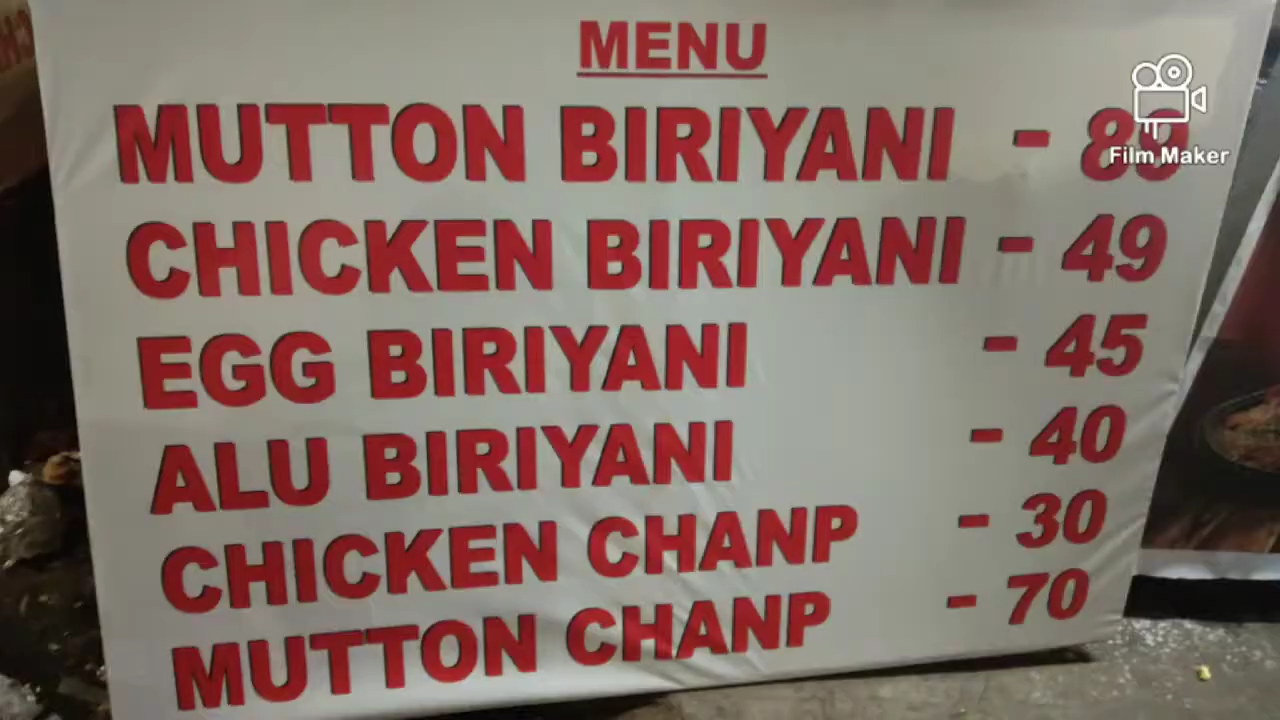 MENU
MUTTON BIRIYANI -
CHICKEN BIRIYANI - 49
EGG BIRIYANI - 45
ALU BIRIYANI - 40
CHICKEN CHANP - 30
MUTTON CHANP - 70
Film Maker